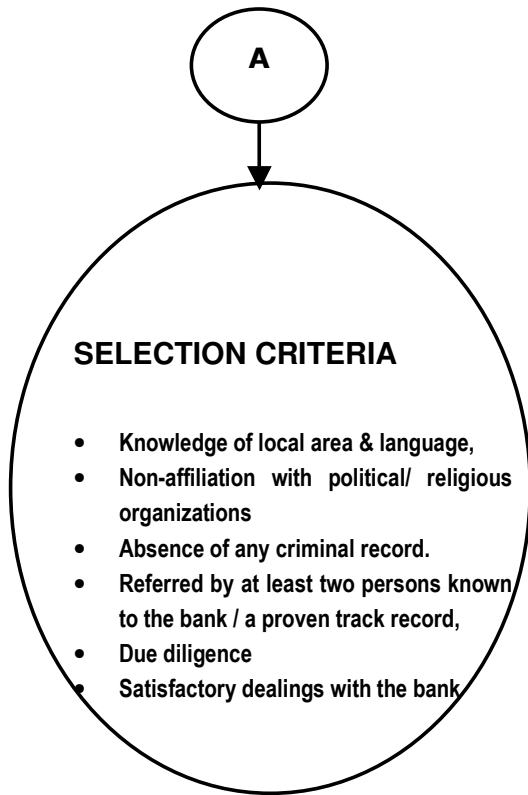 A
SELECTION CRITERIA
• Knowledge of local area & language,
• Non-affiliation with political/ religious
organizations
• Absence of any criminal record.
• Referred by at least two persons known
to the bank / a proven track record,
• Due diligence
• Satisfactory dealings with the bank